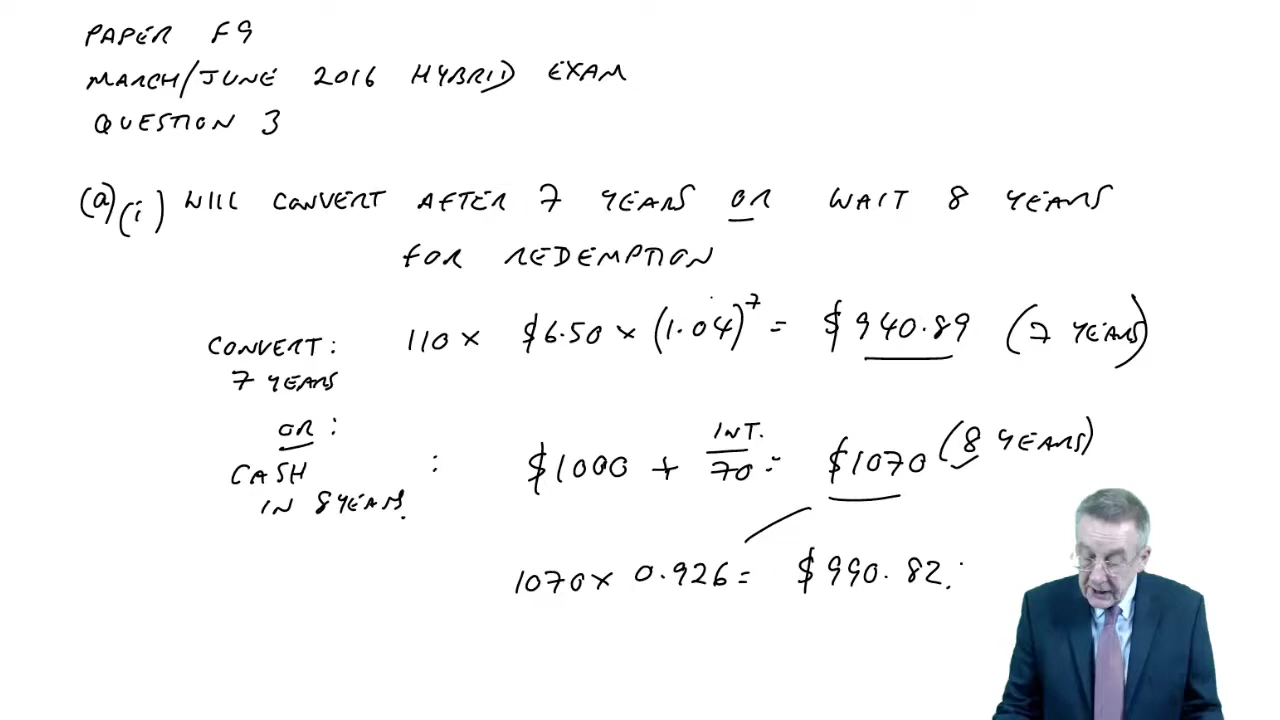 PAPER F9
MARCH/JUNE 2016 HYBRID EXAM
QUESTION 3
(a)(i) WILL CONVERT AFTER 7 YEARS OR WAIT 8 YEARS
FOR REDEMPTION
CONVERT: 110 × $6.50 × (1.04)^7 = $940.89 (7 YEARS)
7 YEARS
OR:
CASH : $1000 + INT. 70 = $1070 (8 YEARS)
IN 8 YEARS.
1070 × 0.926 = $990.82